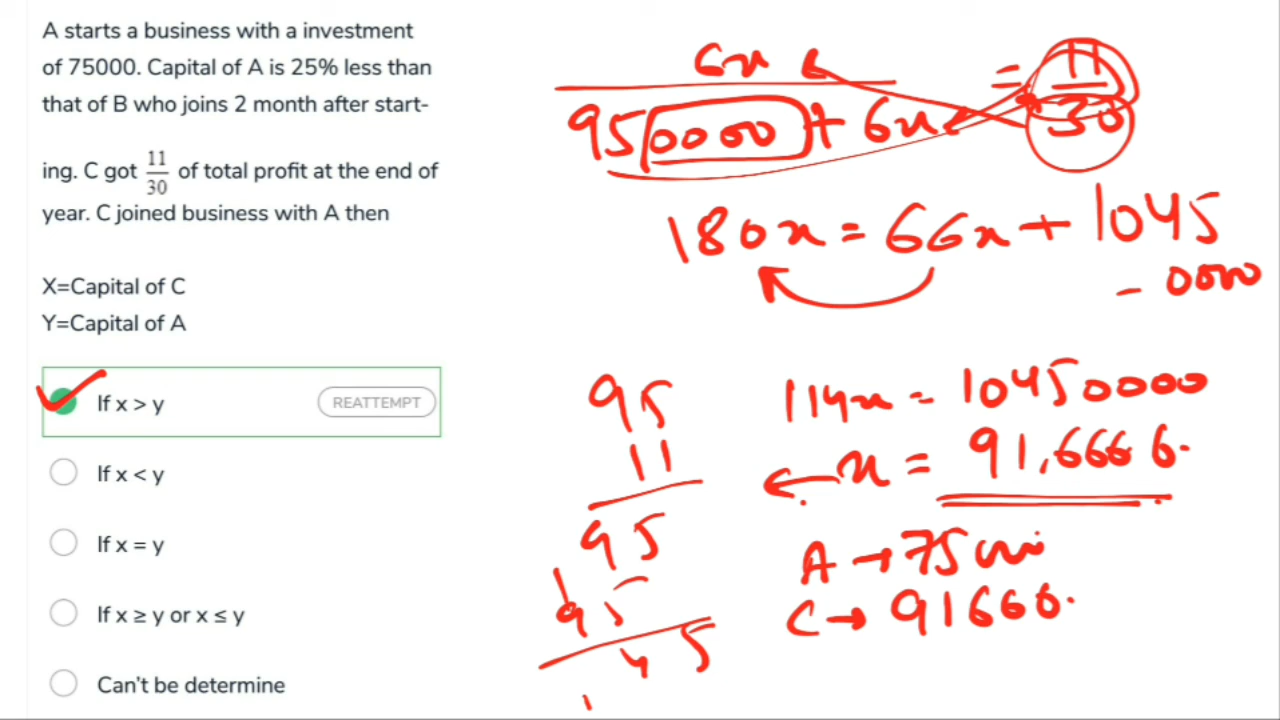 A starts a business with a investment
of 75000. Capital of A is 25% less than
that of B who joins 2 month after start-
ing. C got 11/30 of total profit at the end of
year. C joined business with A then
X=Capital of C
Y=Capital of A
If x > y
REATTEMPT
If x < y
If x = y
If x ≥ y or x ≤ y
Can't be determine
6x
950000 + 6x = 11/30
180x = 66x + 1045
- 0000
95
11
95
95
1045
114x = 10450000
x = 91,6666.
A → 75000
C → 91666.